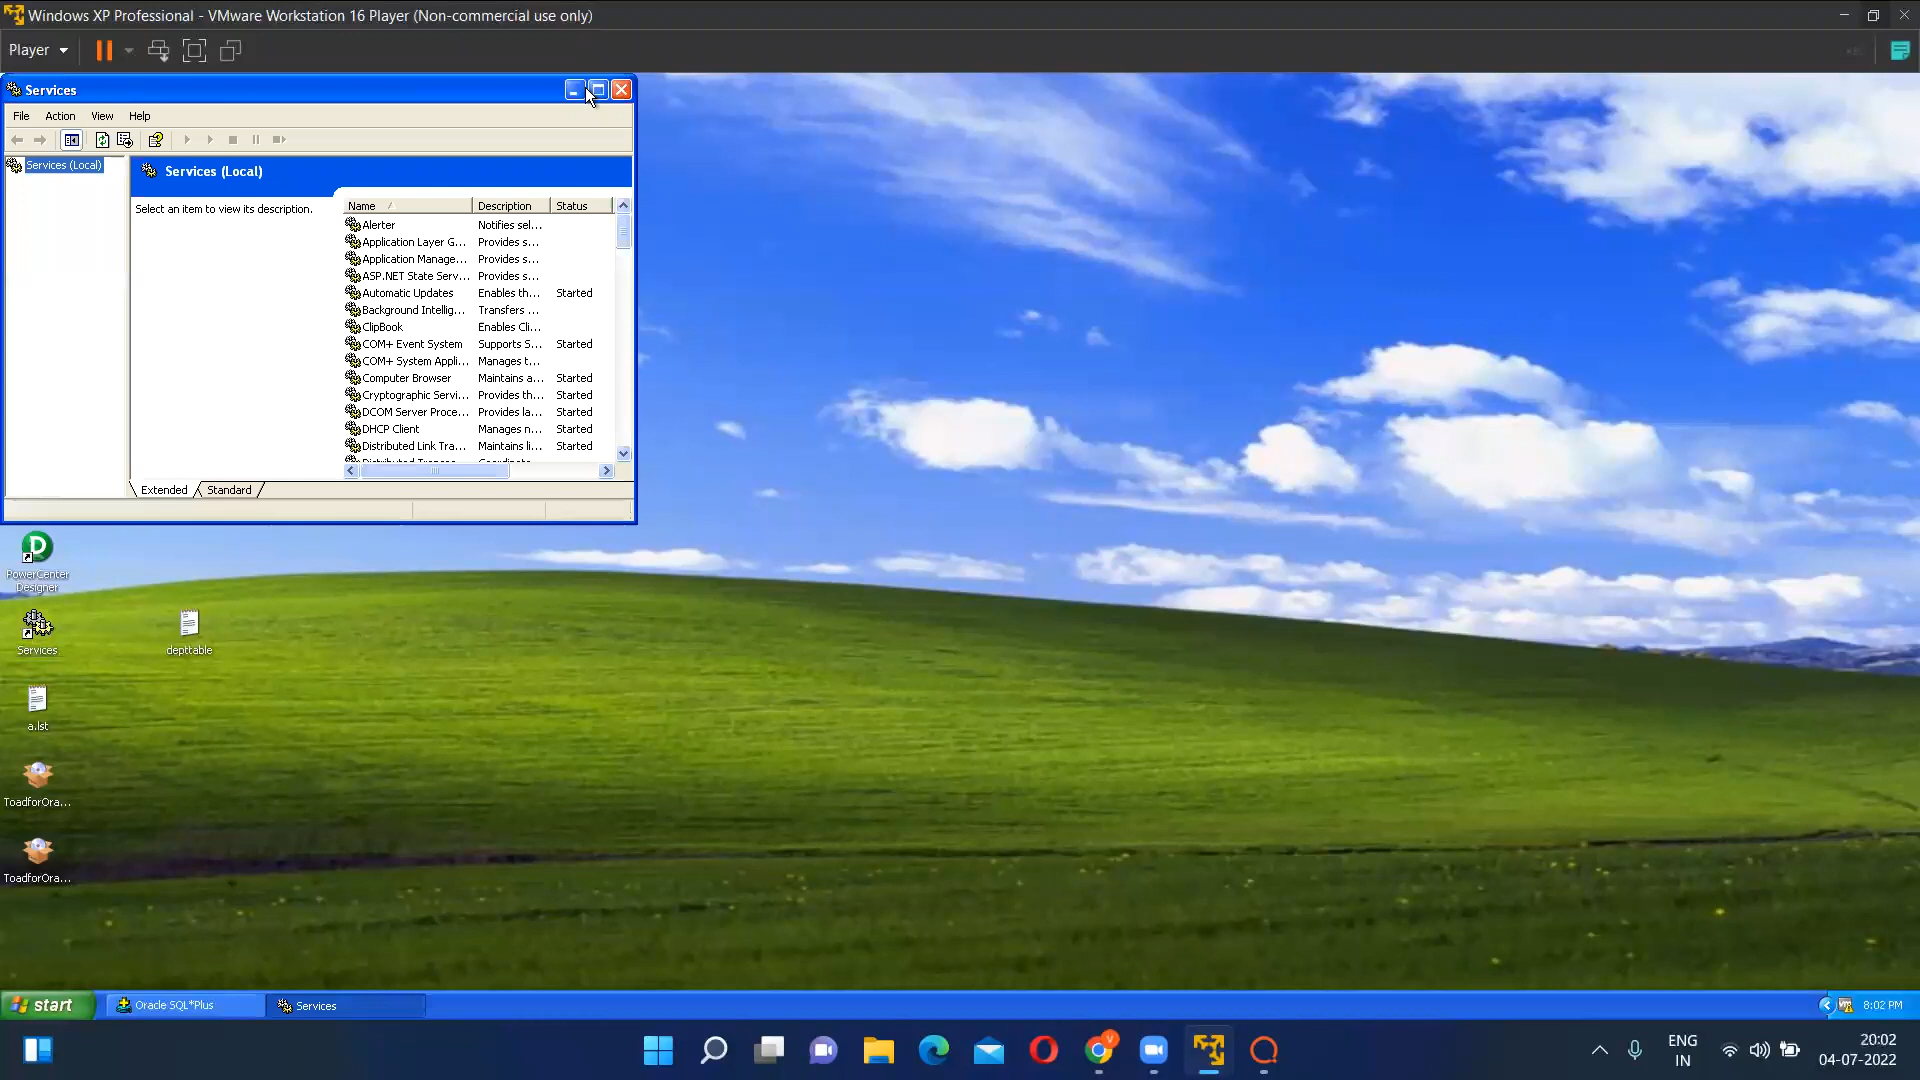 Windows XP Professional - VMware Workstation 16 Player (Non-commercial use only)
Player
Services
File Action View Help
Services (Local)
Services (Local)
Select an item to view its description.
Name Description Status
Alerter Notifies sel...
Application Layer G... Provides s...
Application Manage... Provides s...
ASP.NET State Serv... Provides s...
Automatic Updates Enables th... Started
Background Intellig... Transfers ...
ClipBook Enables Cli...
COM+ Event System Supports S... Started
COM+ System Appli... Manages t...
Computer Browser Maintains a... Started
Cryptographic Servi... Provides th... Started
DCOM Server Proce... Provides la... Started
DHCP Client Manages n... Started
Distributed Link Tra... Maintains li... Started
Extended Standard
PowerCenter
Designer
Services
depttable
a.lst
ToadforOra...
ToadforOra...
start
Oracle SQL*Plus
Services
8:02 PM
ENG
IN
20:02
04-07-2022